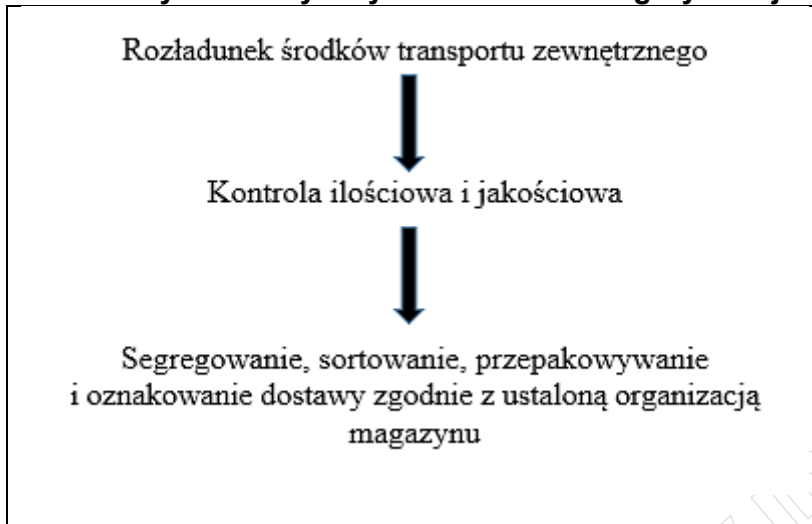 Rozładunek środków transportu zewnętrznego
Kontrola ilościowa i jakościowa
Segregowanie, sortowanie, przepakowywanie
i oznakowanie dostawy zgodnie z ustaloną organizacją
magazynu